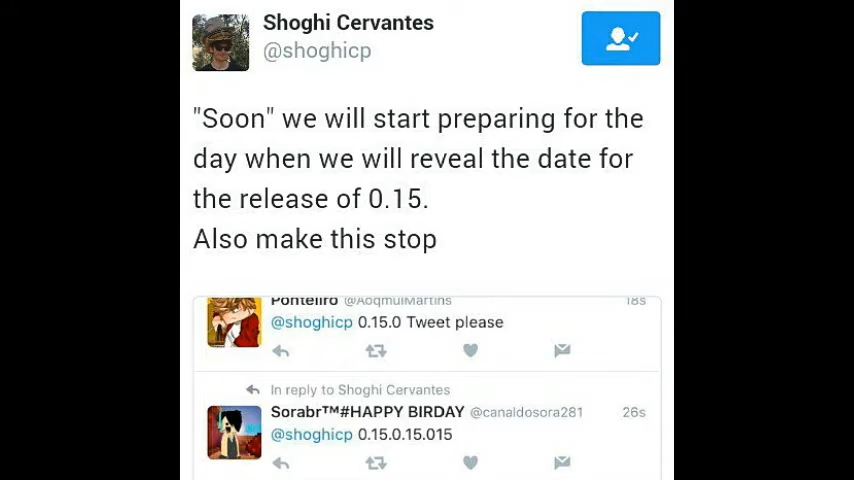 Shoghi Cervantes
@shoghicp
"Soon" we will start preparing for the
day when we will reveal the date for
the release of 0.15.
Also make this stop
Ponteiiro @AoqmuiMartins 18s
@shoghicp 0.15.0 Tweet please
In reply to Shoghi Cervantes
Sorabr™#HAPPY BIRDAY @canaldosora281 26s
@shoghicp 0.15.0.15.015